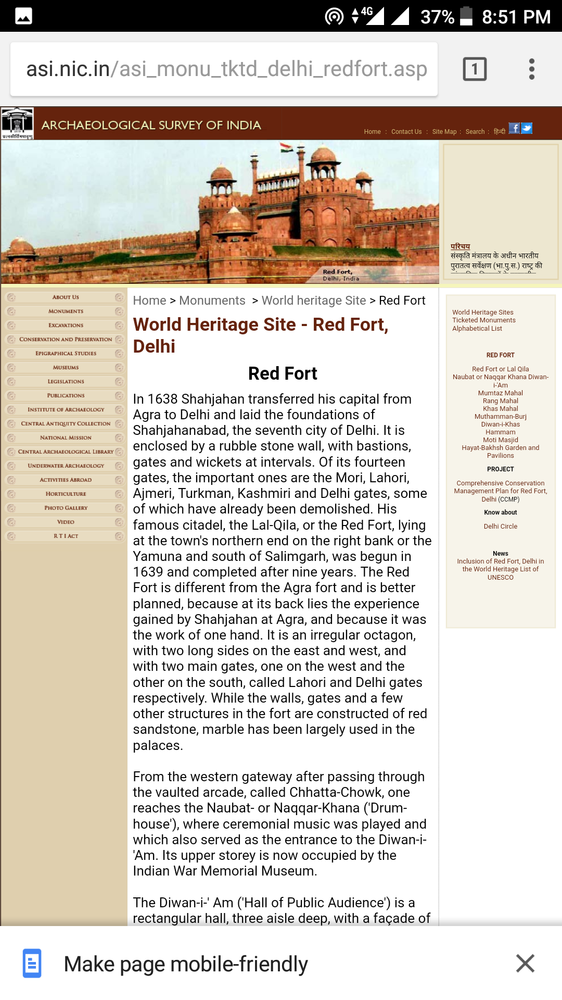 4G 37% 8:51 PM
asi.nic.in/asi_monu_tktd_delhi_redfort.asp
1
ARCHAEOLOGICAL SURVEY OF INDIA
Home : Contact Us : Site Map : Search : हिन्दी
परिचय
संस्कृति मंत्रालय के अधीन भारतीय
पुरातत्व सर्वेक्षण (भा.पु.स.) राष्ट्र की
Red Fort,
Delhi, India
ABOUT US
MONUMENTS
EXCAVATIONS
CONSERVATION AND PRESERVATION
EPIGRAPHICAL STUDIES
MUSEUMS
LEGISLATIONS
PUBLICATIONS
INSTITUTE OF ARCHAEOLOGY
CENTRAL ANTIQUITY COLLECTION
NATIONAL MISSION
CENTRAL ARCHAEOLOGICAL LIBRARY
UNDERWATER ARCHAEOLOGY
ACTIVITIES ABROAD
HORTICULTURE
PHOTO GALLERY
VIDEO
R T I ACT
Home > Monuments > World heritage Site > Red Fort
World Heritage Site - Red Fort,
Delhi
Red Fort
In 1638 Shahjahan transferred his capital from
Agra to Delhi and laid the foundations of
Shahjahanabad, the seventh city of Delhi. It is
enclosed by a rubble stone wall, with bastions,
gates and wickets at intervals. Of its fourteen
gates, the important ones are the Mori, Lahori,
Ajmeri, Turkman, Kashmiri and Delhi gates, some
of which have already been demolished. His
famous citadel, the Lal-Qila, or the Red Fort, lying
at the town's northern end on the right bank or the
Yamuna and south of Salimgarh, was begun in
1639 and completed after nine years. The Red
Fort is different from the Agra fort and is better
planned, because at its back lies the experience
gained by Shahjahan at Agra, and because it was
the work of one hand. It is an irregular octagon,
with two long sides on the east and west, and
with two main gates, one on the west and the
other on the south, called Lahori and Delhi gates
respectively. While the walls, gates and a few
other structures in the fort are constructed of red
sandstone, marble has been largely used in the
palaces.
From the western gateway after passing through
the vaulted arcade, called Chhatta-Chowk, one
reaches the Naubat- or Naqqar-Khana ('Drum-
house'), where ceremonial music was played and
which also served as the entrance to the Diwan-i-
'Am. Its upper storey is now occupied by the
Indian War Memorial Museum.
The Diwan-i-' Am ('Hall of Public Audience') is a
rectangular hall, three aisle deep, with a façade of
World Heritage Sites
Ticketed Monuments
Alphabetical List
RED FORT
Red Fort or Lal Qila
Naubat or Naqqar Khana Diwan-
i-'Am
Mumtaz Mahal
Rang Mahal
Khas Mahal
Muthamman-Burj
Diwan-i-Khas
Hammam
Moti Masjid
Hayat-Bakhsh Garden and
Pavilions
PROJECT
Comprehensive Conservation
Management Plan for Red Fort,
Delhi (CCMP)
Know about
Delhi Circle
News
Inclusion of Red Fort, Delhi in
the World Heritage List of
UNESCO
Make page mobile-friendly